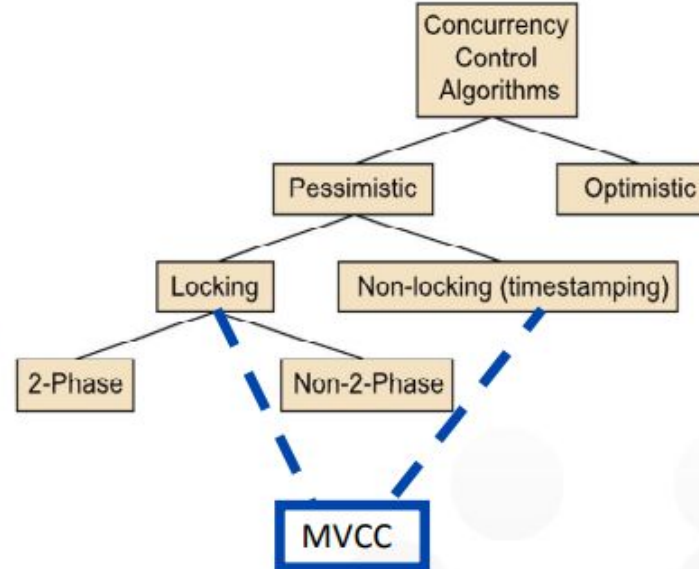 Concurrency
Control
Algorithms
Pessimistic
Optimistic
Locking
Non-locking (timestamping)
2-Phase
Non-2-Phase
MVCC